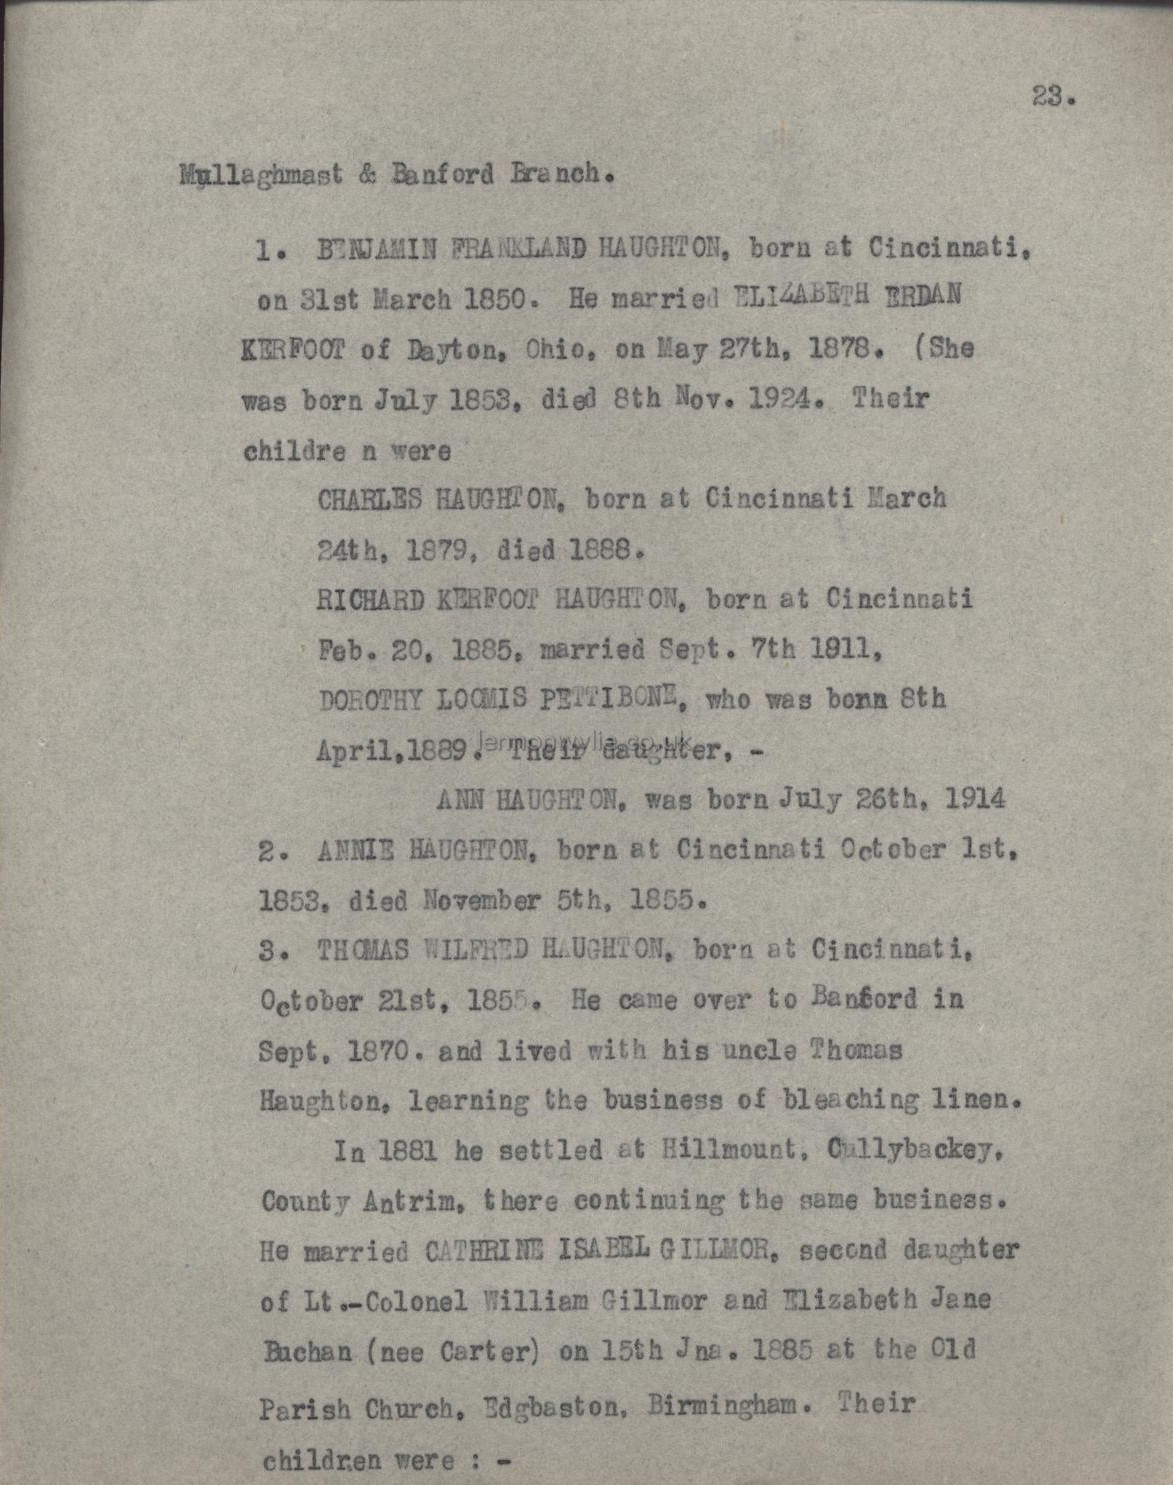 23.
Mullaghmast & Banford Branch.
1. BENJAMIN FRANKLAND HAUGHTON, born at Cincinnati,
on 31st March 1850. He married ELIZABETH ERDAN
KERFOOT of Dayton, Ohio, on May 27th, 1878. (She
was born July 1853, died 8th Nov. 1924. Their
childre n were
CHARLES HAUGHTON, born at Cincinnati March
24th, 1879, died 1888.
RICHARD KERFOOT HAUGHTON, born at Cincinnati
Feb. 20, 1885, married Sept. 7th 1911,
DOROTHY LOOMIS PETTIBONE, who was bonn 8th
April,1889. Their daughter, -
lennonwylie.co.uk
ANN HAUGHTON, was born July 26th, 1914
2. ANNIE HAUGHTON, born at Cincinnati October 1st,
1853, died November 5th, 1855.
3. THOMAS WILFRED HAUGHTON, born at Cincinnati,
October 21st, 1855. He came over to Banford in
Sept, 1870. and lived with his uncle Thomas
Haughton, learning the business of bleaching linen.
In 1881 he settled at Hillmount, Cullybackey,
County Antrim, there continuing the same business.
He married CATHRINE ISABEL GILLMOR, second daughter
of Lt.-Colonel William Gillmor and Elizabeth Jane
Buchan (nee Carter) on 15th Jna. 1885 at the Old
Parish Church, Edgbaston, Birmingham. Their
children were : -